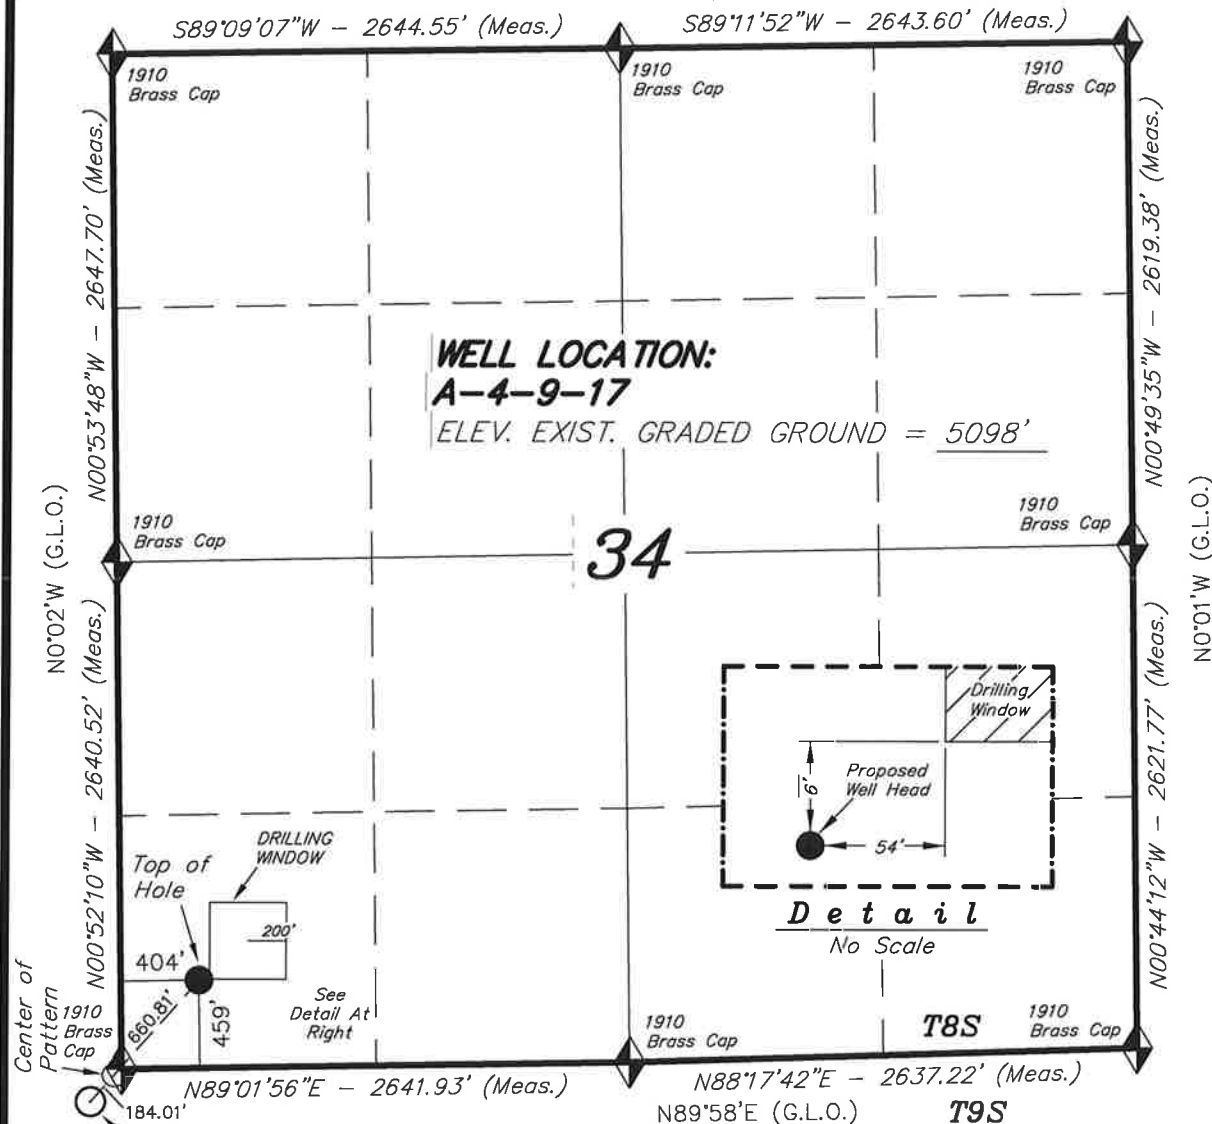 S89°09'07"W – 2644.55' (Meas.)
S89°11'52"W – 2643.60' (Meas.)
1910
Brass Cap
1910
Brass Cap
1910
Brass Cap
N00°53'48"W – 2647.70' (Meas.)
N00°49'35"W – 2619.38' (Meas.)
WELL LOCATION:
A–4–9–17
ELEV. EXIST. GRADED GROUND = 5098'
N0°02'W (G.L.O.)
1910
Brass Cap
34
1910
Brass Cap
N0°01'W (G.L.O.)
N00°52'10"W – 2640.52' (Meas.)
N00°44'12"W – 2621.77' (Meas.)
Drilling
Window
6'
Proposed
Well Head
54'
Detail
No Scale
DRILLING
WINDOW
Top of
Hole
200'
404'
660.81'
459'
See
Detail At
Right
Center of
Pattern
1910
Brass
Cap
1910
Brass Cap
T8S
1910
Brass Cap
N89°01'56"E – 2641.93' (Meas.)
N88°17'42"E – 2637.22' (Meas.)
184.01'
N89°58'E (G.L.O.)
T9S